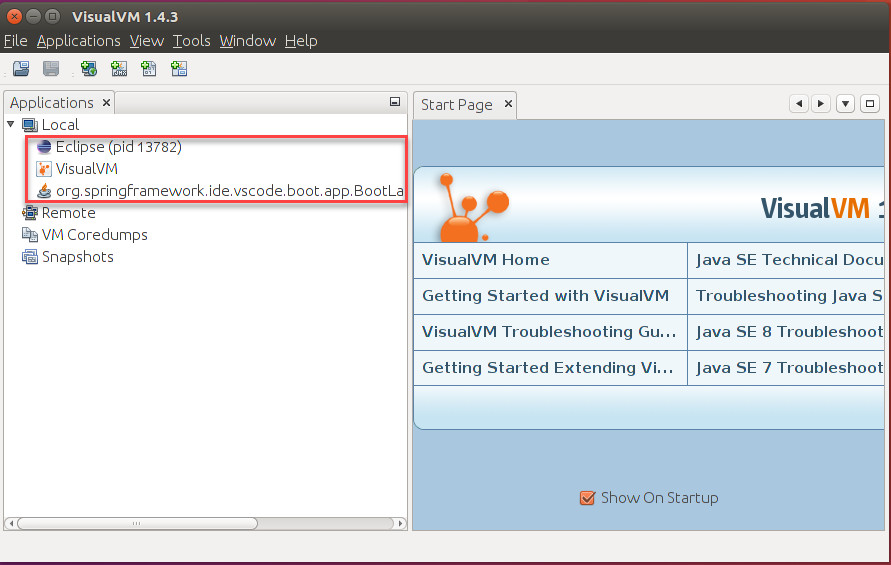 VisualVM 1.4.3
File Applications View Tools Window Help
Applications
Start Page
Local
Eclipse (pid 13782)
VisualVM
org.springframework.ide.vscode.boot.app.BootLa
Remote
VM Coredumps
Snapshots
VisualVM 1
VisualVM Home
Java SE Technical Docu
Getting Started with VisualVM
Troubleshooting Java S
VisualVM Troubleshooting Gu...
Java SE 8 Troubleshoot
Getting Started Extending Vi...
Java SE 7 Troubleshoot
Show On Startup